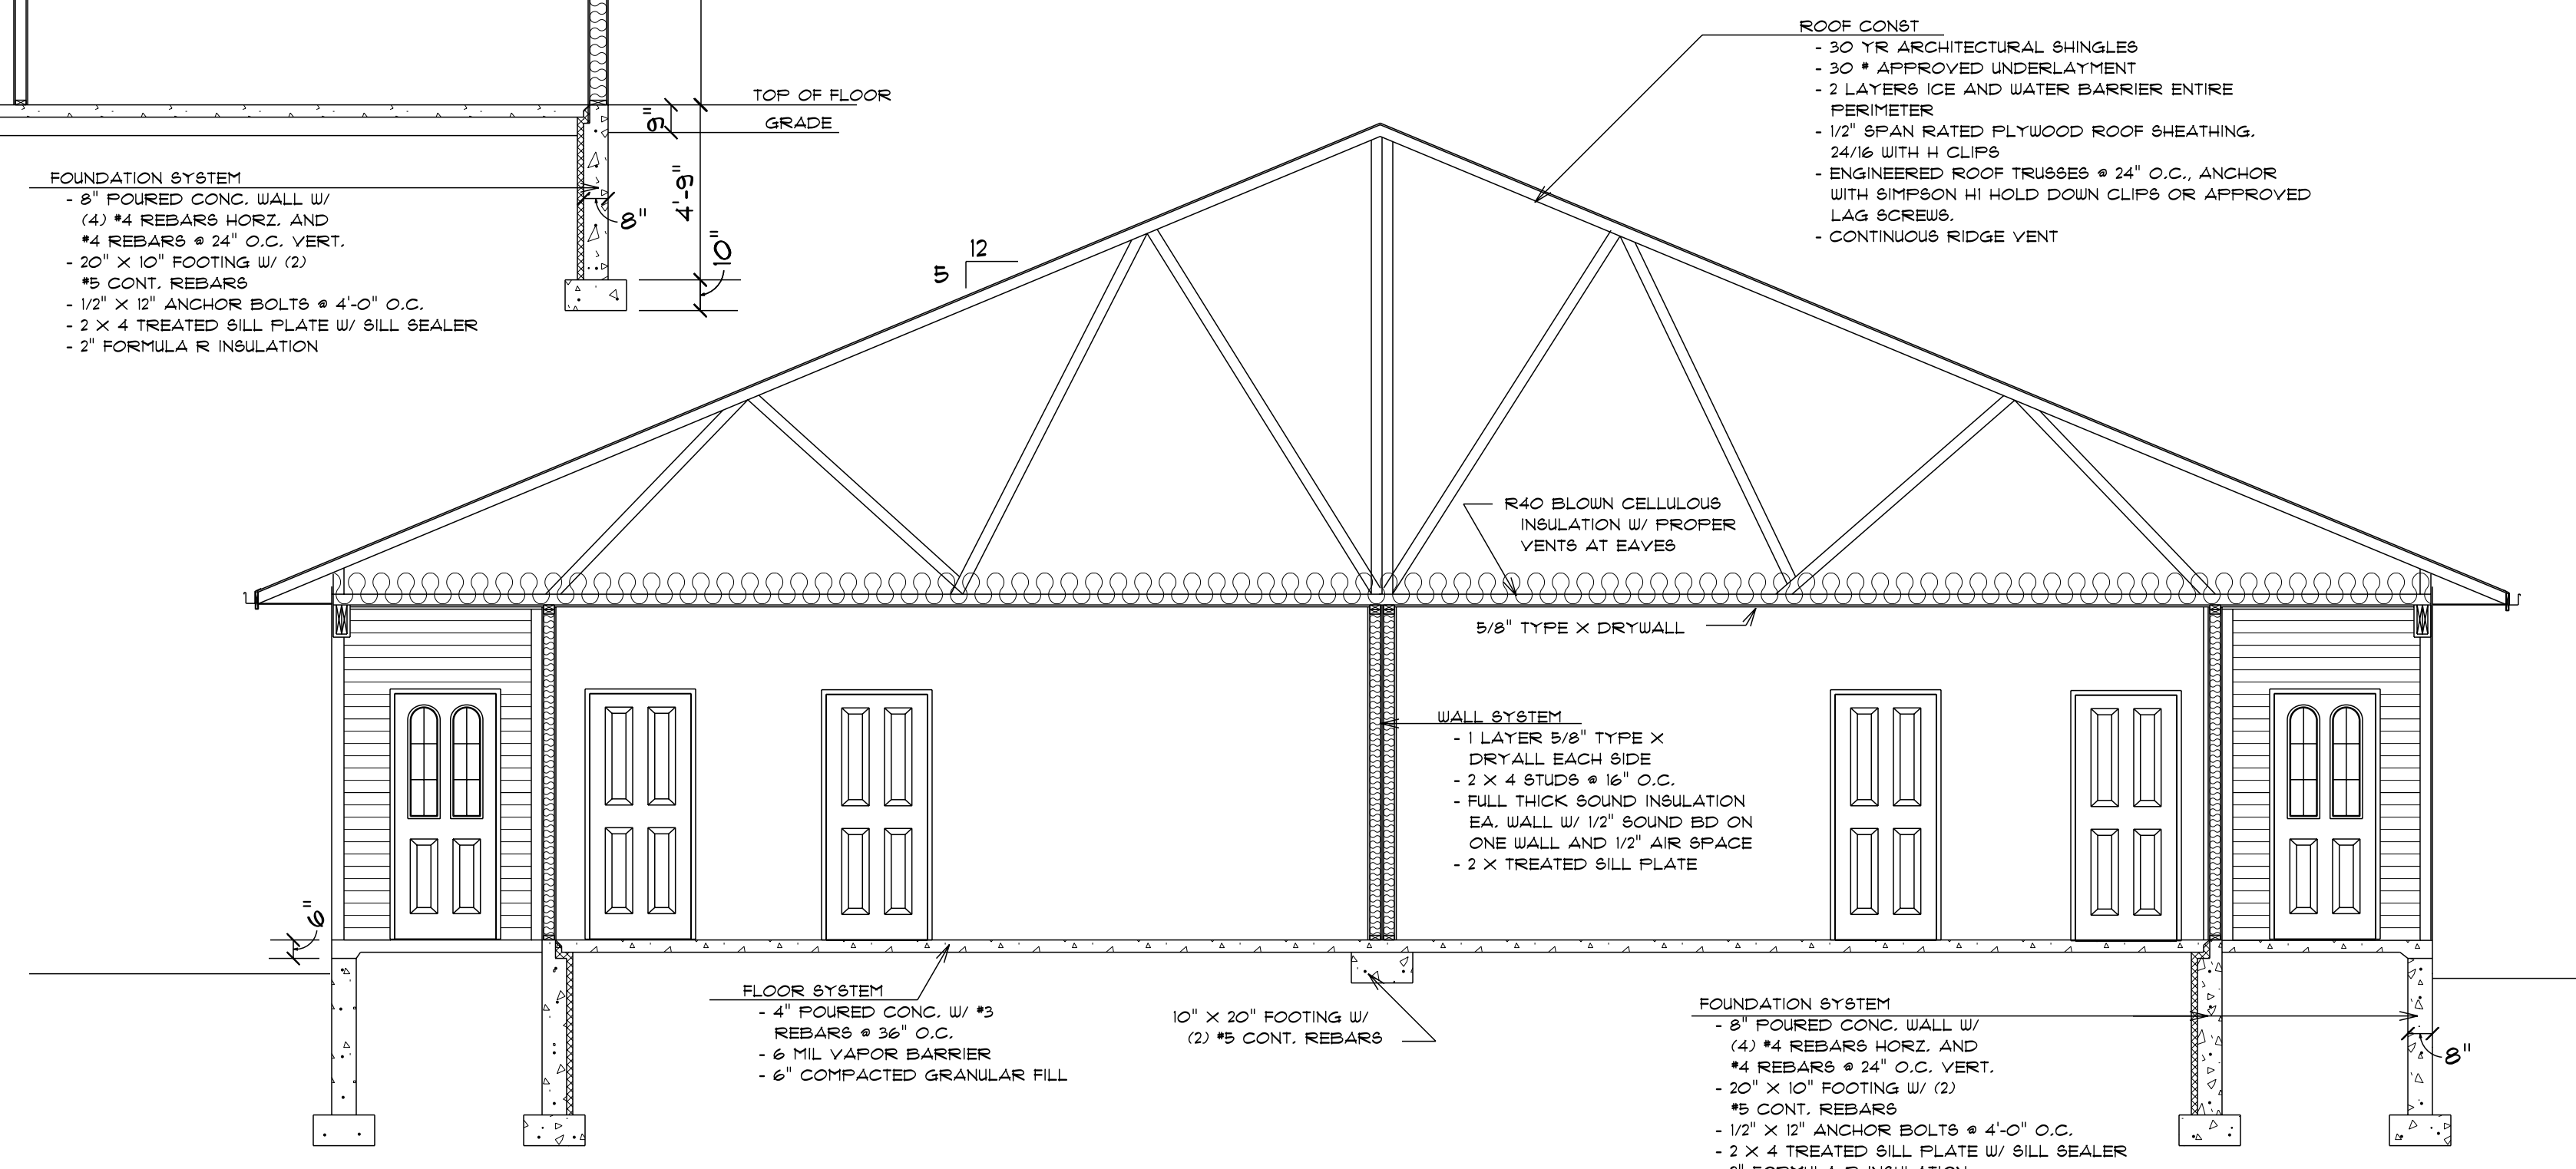 TOP OF FLOOR
GRADE
9"
4'-9"
10"
8"
FOUNDATION SYSTEM
- 8" POURED CONC. WALL W/
(4) #4 REBARS HORZ. AND
#4 REBARS @ 24" O.C. VERT.
- 20" X 10" FOOTING W/ (2)
#5 CONT. REBARS
- 1/2" X 12" ANCHOR BOLTS @ 4'-0" O.C.
- 2 X 4 TREATED SILL PLATE W/ SILL SEALER
- 2" FORMULA R INSULATION
ROOF CONST
- 30 YR ARCHITECTURAL SHINGLES
- 30 # APPROVED UNDERLAYMENT
- 2 LAYERS ICE AND WATER BARRIER ENTIRE
PERIMETER
- 1/2" SPAN RATED PLYWOOD ROOF SHEATHING.
24/16 WITH H CLIPS
- ENGINEERED ROOF TRUSSES @ 24" O.C., ANCHOR
WITH SIMPSON H1 HOLD DOWN CLIPS OR APPROVED
LAG SCREWS.
- CONTINUOUS RIDGE VENT
12
5
R40 BLOWN CELLULOUS
INSULATION W/ PROPER
VENTS AT EAVES
5/8" TYPE X DRYWALL
WALL SYSTEM
- 1 LAYER 5/8" TYPE X
DRYALL EACH SIDE
- 2 X 4 STUDS @ 16" O.C.
- FULL THICK SOUND INSULATION
EA. WALL W/ 1/2" SOUND BD ON
ONE WALL AND 1/2" AIR SPACE
- 2 X TREATED SILL PLATE
6"
FLOOR SYSTEM
- 4" POURED CONC. W/ #3
REBARS @ 36" O.C.
- 6 MIL VAPOR BARRIER
- 6" COMPACTED GRANULAR FILL
10" X 20" FOOTING W/
(2) #5 CONT. REBARS
FOUNDATION SYSTEM
- 8" POURED CONC. WALL W/
(4) #4 REBARS HORZ. AND
#4 REBARS @ 24" O.C. VERT.
- 20" X 10" FOOTING W/ (2)
#5 CONT. REBARS
- 1/2" X 12" ANCHOR BOLTS @ 4'-0" O.C.
- 2 X 4 TREATED SILL PLATE W/ SILL SEALER
8"